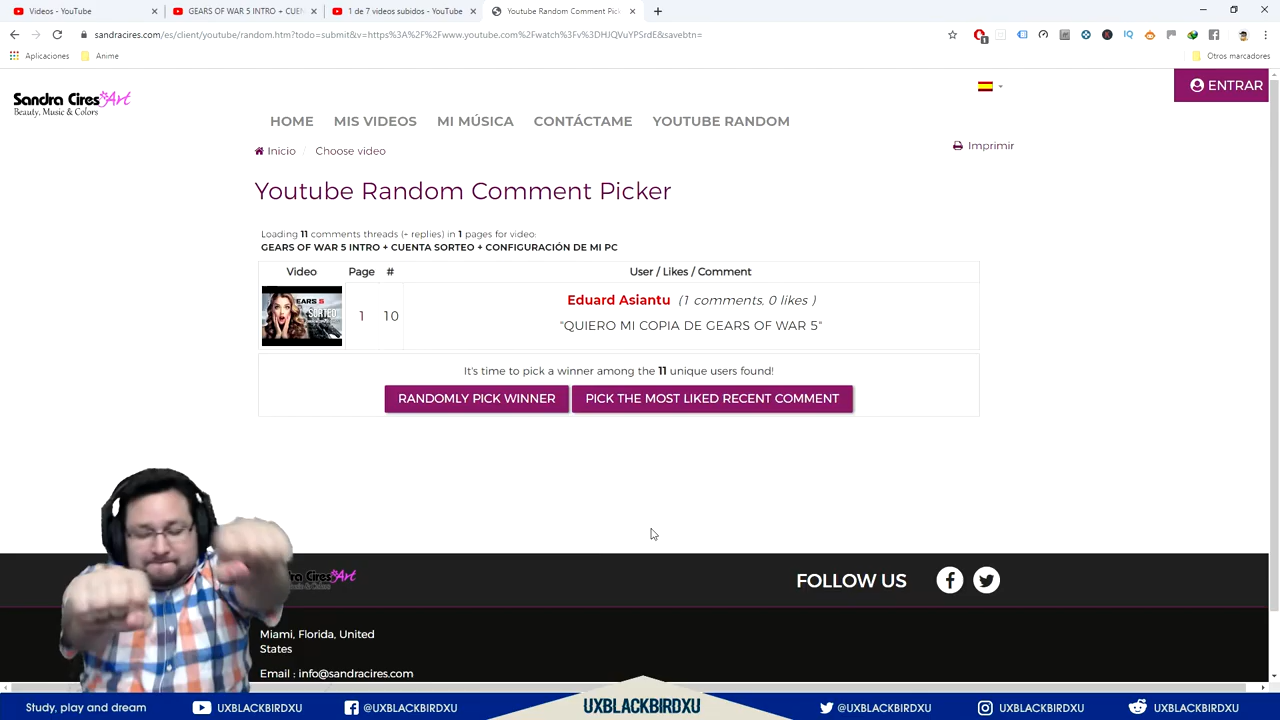 Videos - YouTube
GEARS OF WAR 5 INTRO + CUEN
1 de 7 videos subidos - YouTube
Youtube Random Comment Pic
sandracires.com/es/client/youtube/random.htm?todo=submit&v=https%3A%2F%2Fwww.youtube.com%2Fwatch%3Fv%3DHJQVuYPSrdE&savebtn=
Aplicaciones
Anime
Otros marcadores
Sandra Cires Art
Beauty, Music & Colors
ENTRAR
HOME
MIS VIDEOS
MI MÚSICA
CONTÁCTAME
YOUTUBE RANDOM
Inicio / Choose video
Imprimir
Youtube Random Comment Picker
Loading 11 comments threads (+ replies) in 1 pages for video:
GEARS OF WAR 5 INTRO + CUENTA SORTEO + CONFIGURACIÓN DE MI PC
Video Page # User / Likes / Comment
SORTEO
1 10
Eduard Asiantu (1 comments, 0 likes )
"QUIERO MI COPIA DE GEARS OF WAR 5"
It's time to pick a winner among the 11 unique users found!
RANDOMLY PICK WINNER
PICK THE MOST LIKED RECENT COMMENT
FOLLOW US
Miami, Florida, United
States
Email : info@sandracires.com
Study, play and dream
UXBLACKBIRDXU
@UXBLACKBIRDXU
UXBLACKBIRDXU
@UXBLACKBIRDXU
UXBLACKBIRDXU
UXBLACKBIRDXU